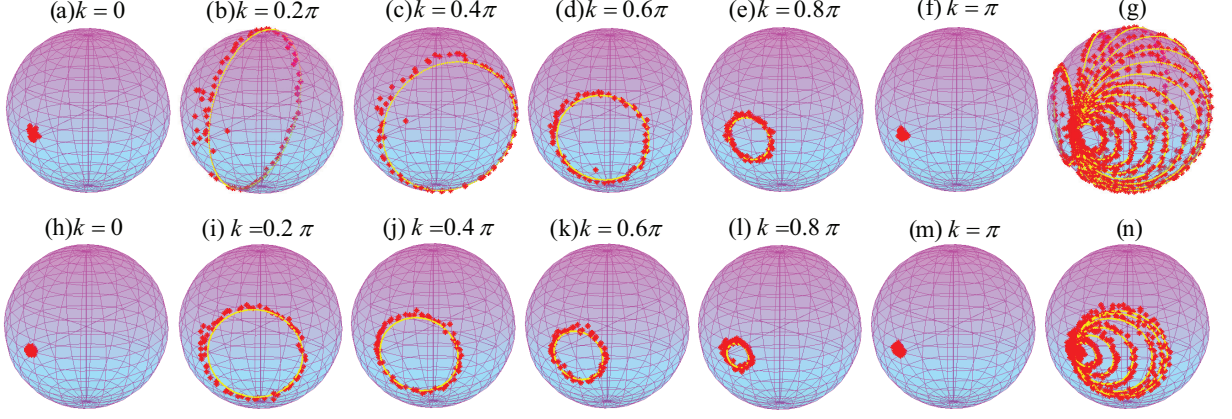 (a)k = 0 (b)k = 0.2π (c)k = 0.4π (d)k = 0.6π (e)k = 0.8π (f)k = π (g)
(h)k = 0 (i)k =0.2 π (j)k =0.4 π (k)k =0.6π (l)k =0.8 π (m)k = π (n)